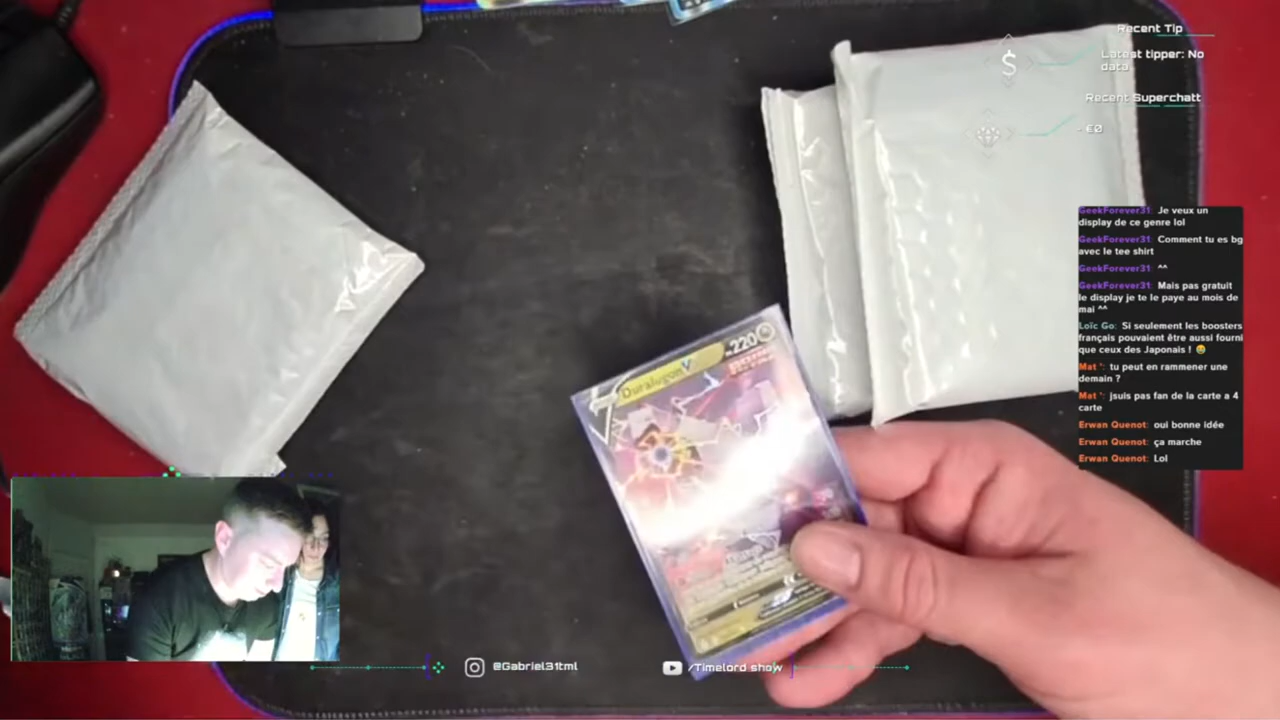 Recent Tip
Latest tipper: No
data
Recent Superchatt
- €0
GeekForever31: Je veux un
display de ce genre lol
GeekForever31: Comment tu es bg
avec le tee shirt
GeekForever31: ^^
GeekForever31: Mais pas gratuit
le display je te le paye au mois de
mai ^^
Loïc Go: Si seulement les boosters
français pouvaient être aussi fourni
que ceux des Japonais ! 😅
Mat *: tu peut en rammener une
demain ?
Mat *: jsuis pas fan de la carte a 4
carte
Erwan Quenot: oui bonne idée
Erwan Quenot: ça marche
Erwan Quenot: Lol
Duralugon V 220
@Gabriel31tml
/Timelord show